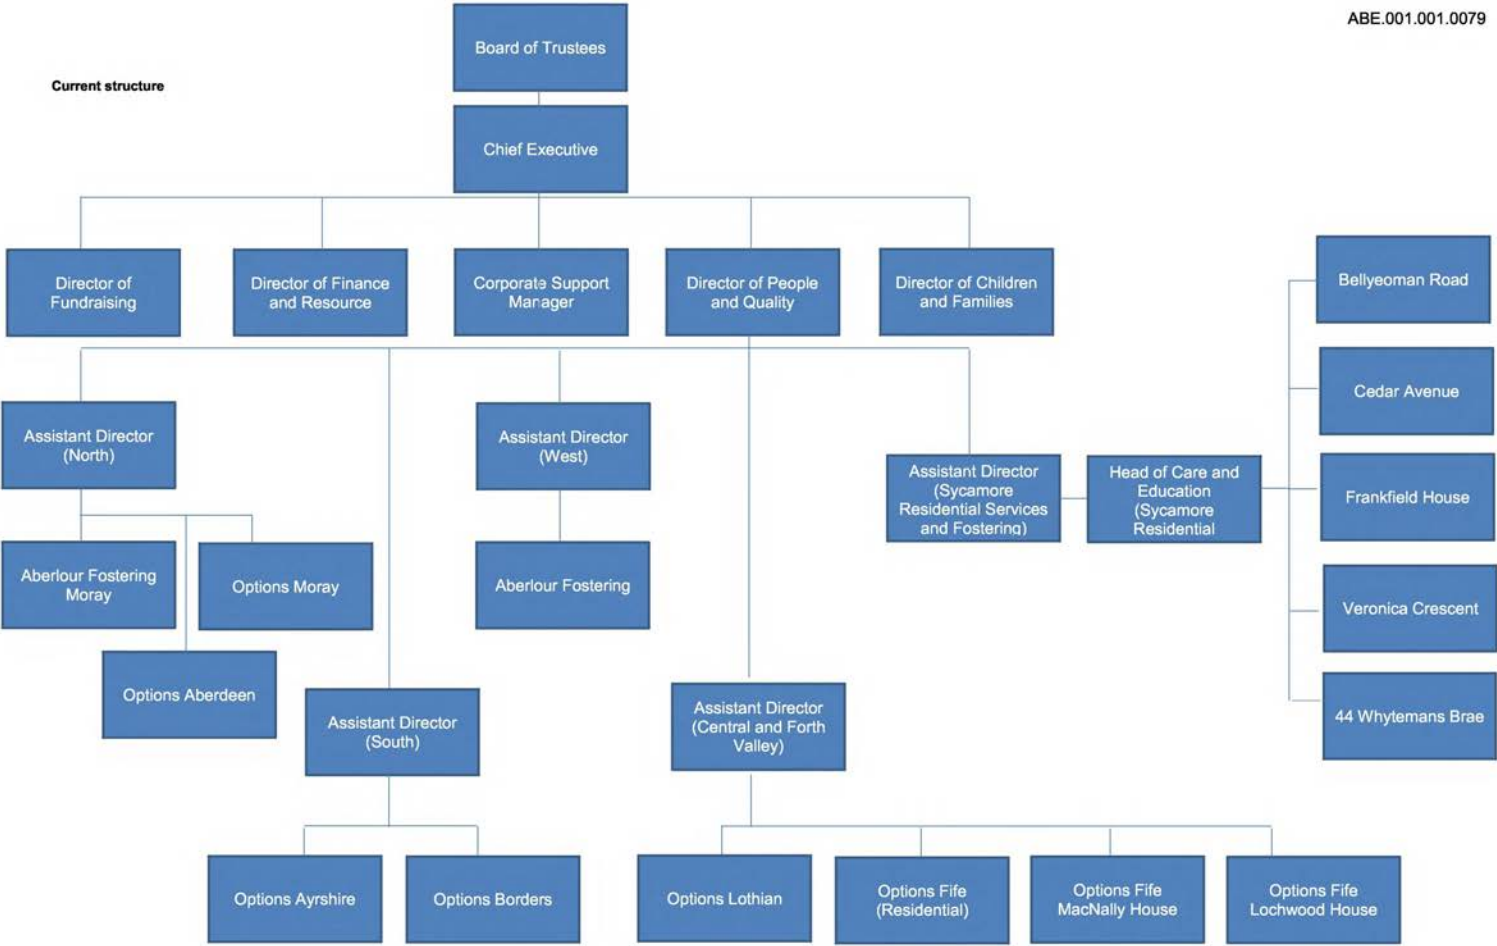 ABE.001.001.0079
Current structure
Board of Trustees
Chief Executive
Director of
Fundraising
Director of Finance
and Resource
Corporate Support
Manager
Director of People
and Quality
Director of Children
and Families
Assistant Director
(North)
Assistant Director
(West)
Assistant Director
(Sycamore
Residential Services
and Fostering)
Head of Care and
Education
(Sycamore
Residential
Bellyeoman Road
Cedar Avenue
Frankfield House
Veronica Crescent
44 Whytemans Brae
Aberlour Fostering
Moray
Options Moray
Options Aberdeen
Aberlour Fostering
Assistant Director
(South)
Assistant Director
(Central and Forth
Valley)
Options Ayrshire
Options Borders
Options Lothian
Options Fife
(Residential)
Options Fife
MacNally House
Options Fife
Lochwood House